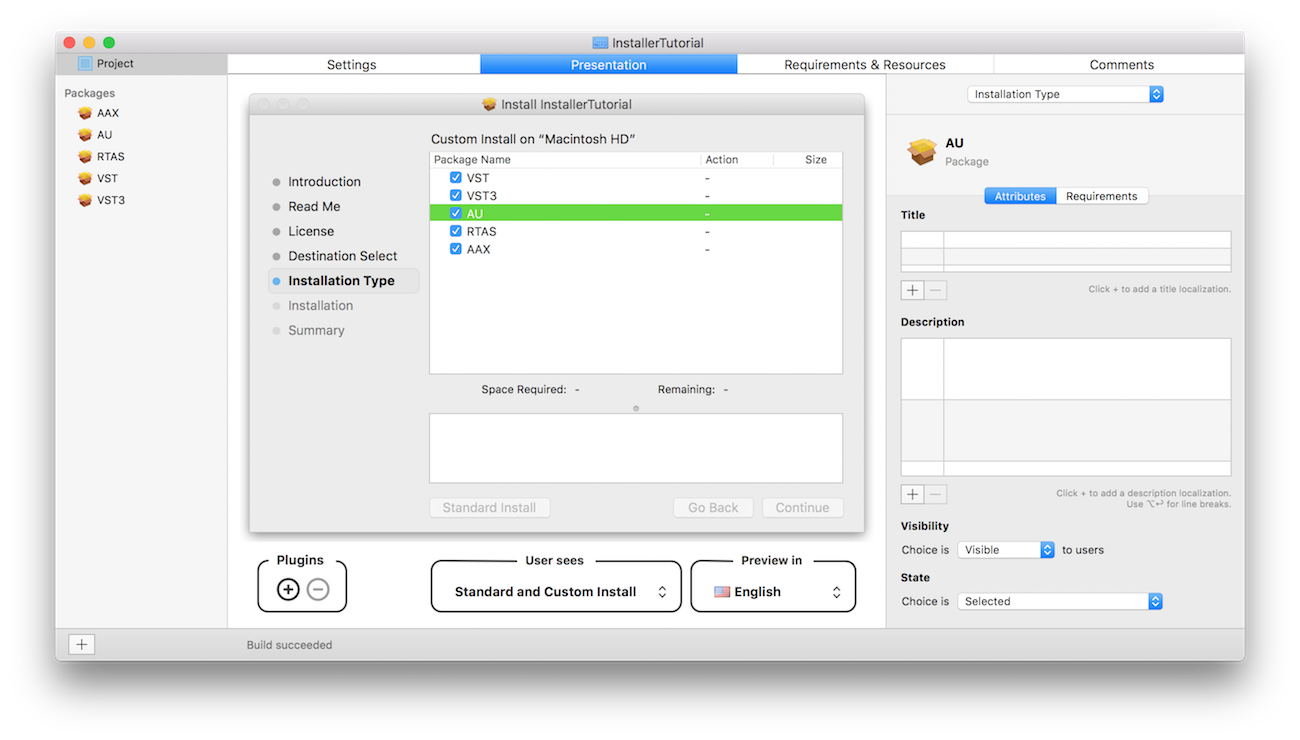 InstallerTutorial
Project
Settings
Presentation
Requirements & Resources
Comments
Packages
AAX
AU
RTAS
VST
VST3
Install InstallerTutorial
Introduction
Read Me
License
Destination Select
Installation Type
Installation
Summary
Custom Install on “Macintosh HD”
Package Name Action Size
VST -
VST3 -
AU -
RTAS -
AAX -
Space Required: - Remaining: -
Standard Install
Go Back
Continue
Plugins
User sees
Standard and Custom Install
Preview in
English
Installation Type
AU
Package
Attributes
Requirements
Title
Click + to add a title localization.
Description
Click + to add a description localization.
Use ⌥↩ for line breaks.
Visibility
Choice is Visible to users
State
Choice is Selected
Build succeeded